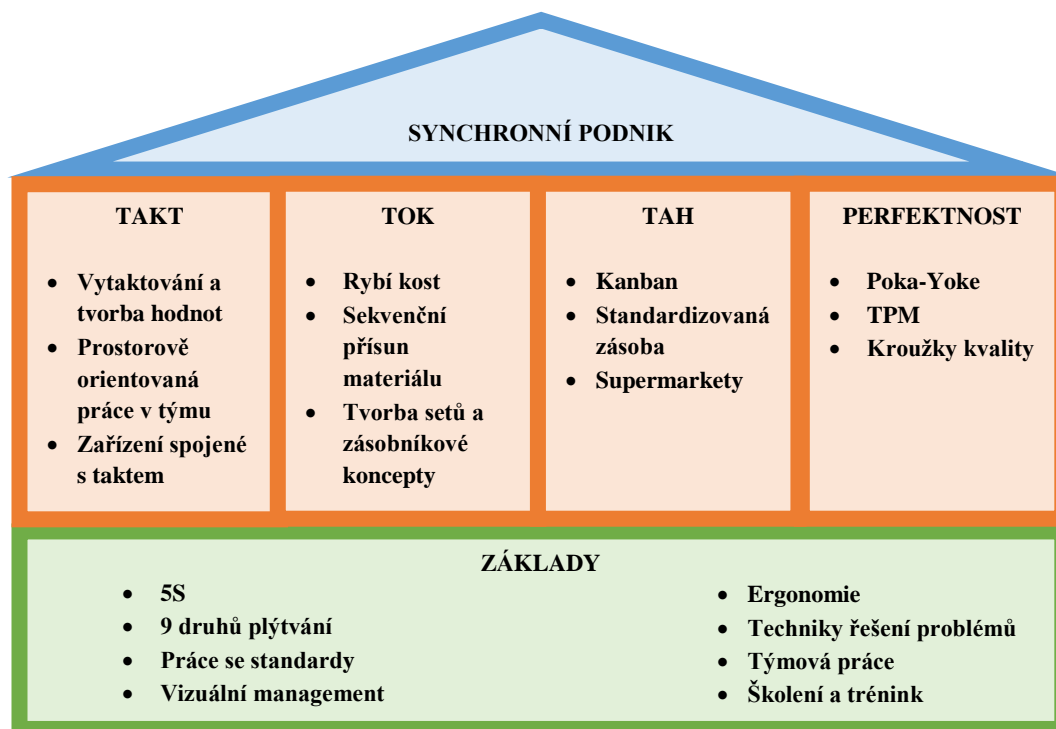 SYNCHRONNÍ PODNIK
TAKT
• Vytaktování a
tvorba hodnot
• Prostorově
orientovaná
práce v týmu
• Zařízení spojené
s taktem
TOK
• Rybí kost
• Sekvenční
přísun
materiálu
• Tvorba setů a
zásobníkové
koncepty
TAH
• Kanban
• Standardizovaná
zásoba
• Supermarkety
PERFEKTNOST
• Poka-Yoke
• TPM
• Kroužky kvality
ZÁKLADY
• 5S
• 9 druhů plýtvání
• Práce se standardy
• Vizuální management
• Ergonomie
• Techniky řešení problémů
• Týmová práce
• Školení a trénink